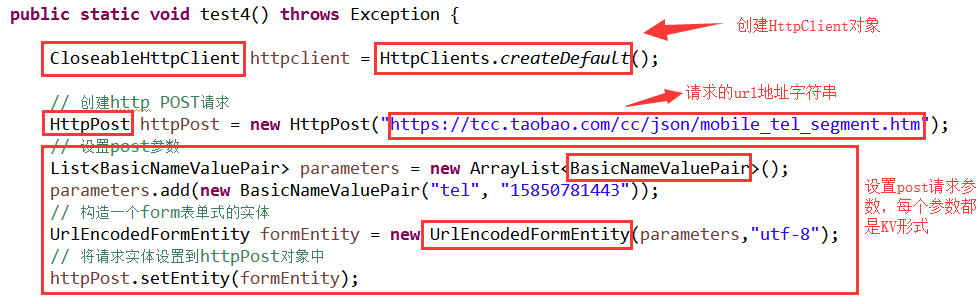 public static void test4() throws Exception {
创建HttpClient对象
CloseableHttpClient httpclient = HttpClients.createDefault();
// 创建http POST请求
请求的url地址字符串
HttpPost httpPost = new HttpPost("https://tcc.taobao.com/cc/json/mobile_tel_segment.htm");
// 设置post参数
List<BasicNameValuePair> parameters = new ArrayList<BasicNameValuePair>();
parameters.add(new BasicNameValuePair("tel", "15850781443"));
// 构造一个form表单式的实体
UrlEncodedFormEntity formEntity = new UrlEncodedFormEntity(parameters,"utf-8");
// 将请求实体设置到httpPost对象中
httpPost.setEntity(formEntity);
设置post请求参
数，每个参数都
是KV形式